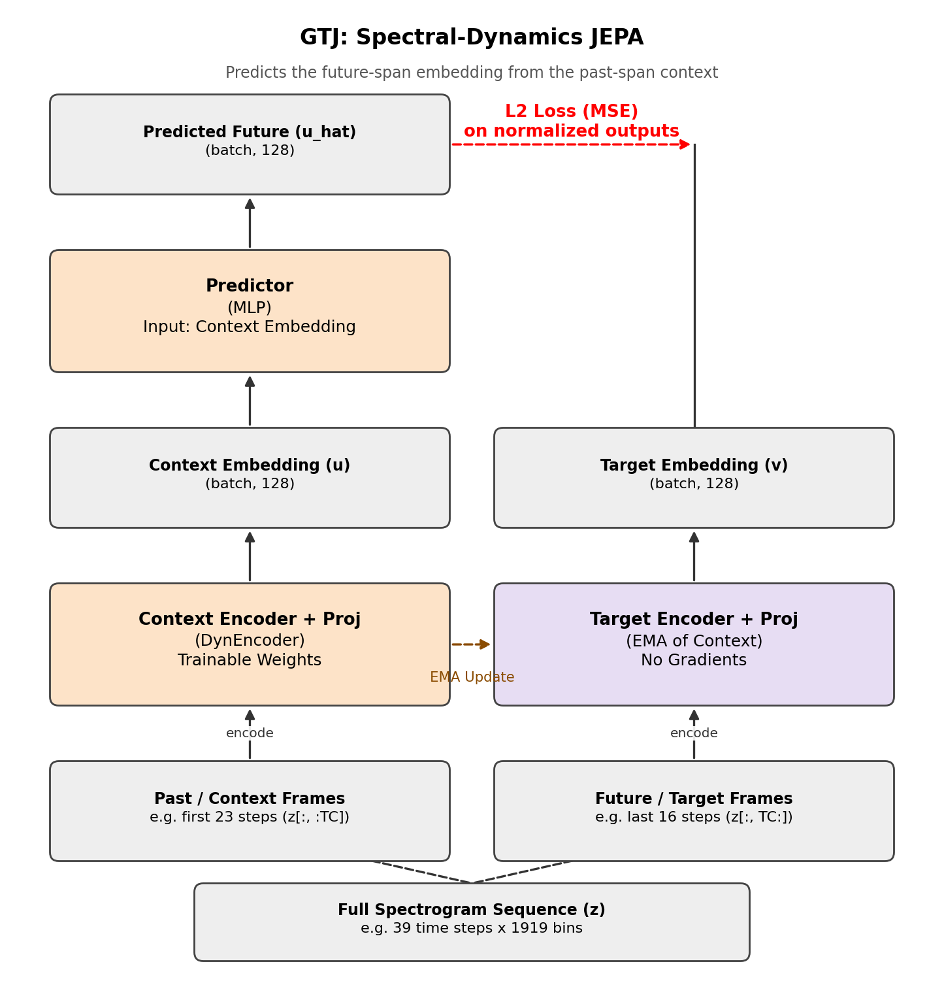 GTJ: Spectral-Dynamics JEPA
Predicts the future-span embedding from the past-span context
Predicted Future (u_hat)
(batch, 128)
L2 Loss (MSE)
on normalized outputs
Predictor
(MLP)
Input: Context Embedding
Context Embedding (u)
(batch, 128)
Target Embedding (v)
(batch, 128)
Context Encoder + Proj
(DynEncoder)
Trainable Weights
EMA Update
Target Encoder + Proj
(EMA of Context)
No Gradients
encode
encode
Past / Context Frames
e.g. first 23 steps (z[:, :TC])
Future / Target Frames
e.g. last 16 steps (z[:, TC:])
Full Spectrogram Sequence (z)
e.g. 39 time steps x 1919 bins